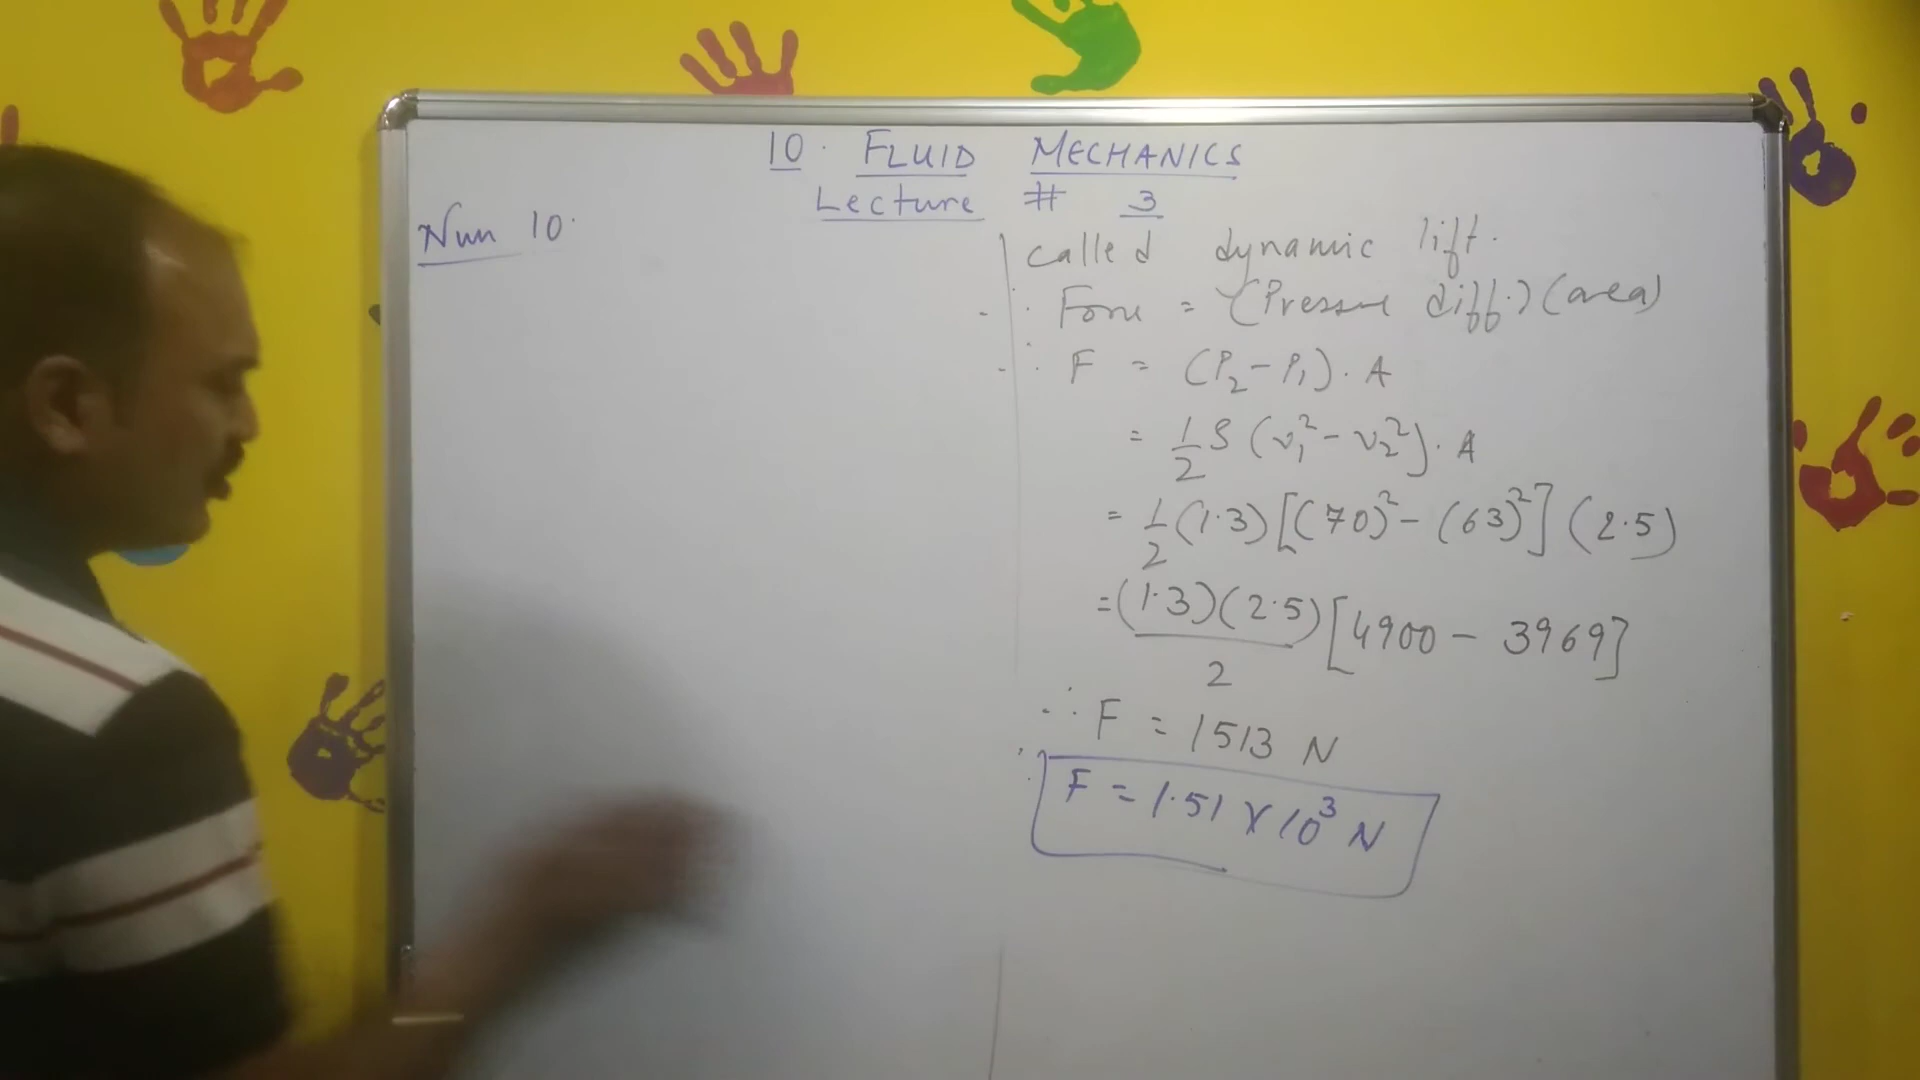 10. FLUID MECHANICS
Lecture # 3
Num 10.
called dynamic lift.
∴ Force = (Pressure diff.) (area)
∴ F = (P₂ - P₁) . A
= 1/2 ρ (v₁² - v₂²) . A
= 1/2 (1.3) [(70)² - (63)²] (2.5)
= (1.3)(2.5)/2 [4900 - 3969]
∴ F = 1513 N
∴ F = 1.51 × 10³ N